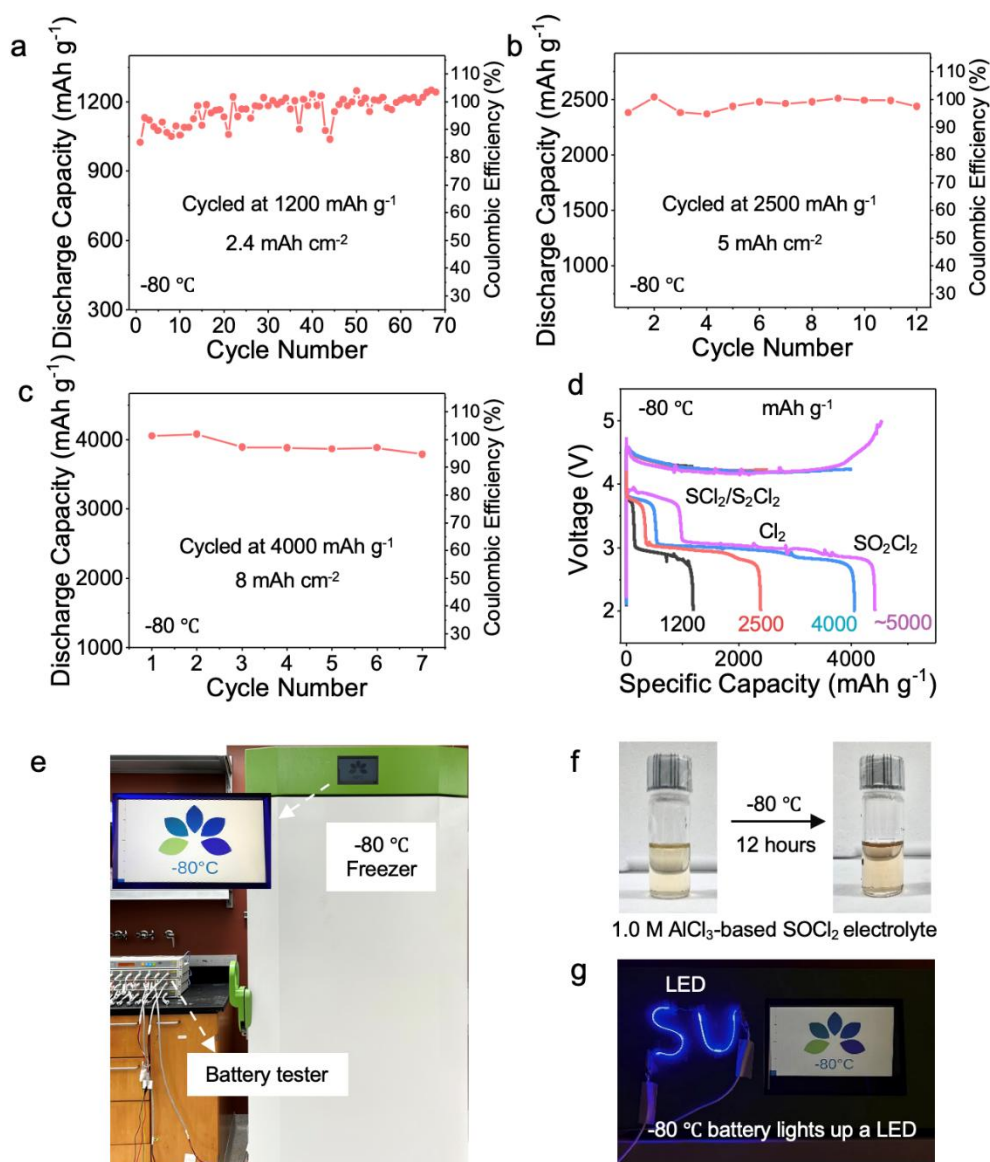 a
Discharge Capacity (mAh g⁻¹)
1200
900
600
300
Cycled at 1200 mAh g⁻¹
2.4 mAh cm⁻²
-80 ℃
110
100
90
80
70
60
50
40
30
Coulombic Efficiency (%)
0 10 20 30 40 50 60 70
Cycle Number
b
Discharge Capacity (mAh g⁻¹)
2500
2000
1500
1000
Cycled at 2500 mAh g⁻¹
5 mAh cm⁻²
-80 ℃
110
100
90
80
70
60
50
40
30
Coulombic Efficiency (%)
2 4 6 8 10 12
Cycle Number
c
Discharge Capacity (mAh g⁻¹)
4000
3000
2000
1000
Cycled at 4000 mAh g⁻¹
8 mAh cm⁻²
-80 ℃
110
100
90
80
70
60
50
40
30
Coulombic Efficiency (%)
1 2 3 4 5 6 7
Cycle Number
d
Voltage (V)
5
4
3
2
-80 ℃ mAh g⁻¹
SCl₂/S₂Cl₂
Cl₂
SO₂Cl₂
1200 2500 4000 ~5000
0 2000 4000
Specific Capacity (mAh g⁻¹)
e
-80°C
-80 ℃
Freezer
Battery tester
f
-80 ℃
12 hours
1.0 M AlCl₃-based SOCl₂ electrolyte
g
LED
SU
-80°C
-80 ℃ battery lights up a LED